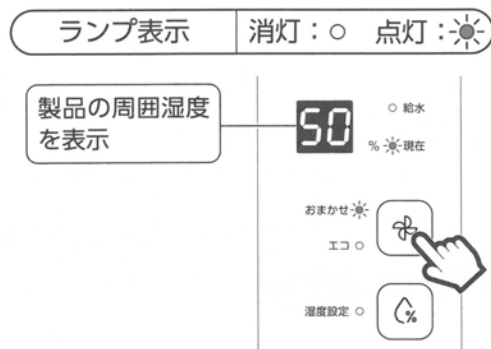 ランプ表示 消灯：○ 点灯：
製品の周囲湿度
を表示
50
○ 給水
% 現在
おまかせ
エコ ○
湿度設定 ○
%